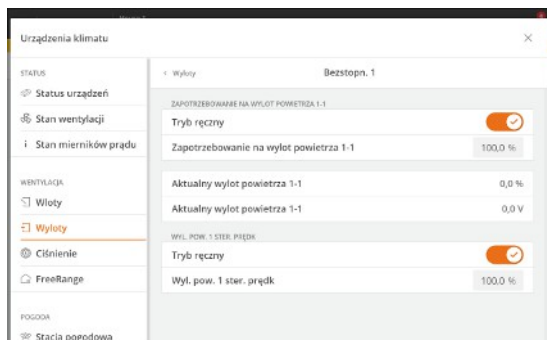 Urządzenia klimatu
STATUS
Status urządzeń
Stan wentylacji
Stan mierników prądu
WENTYLACJA
Wloty
Wyloty
Ciśnienie
FreeRange
POGODA
Stacja pogodowa
< Wyloty
Bezstopn. 1
ZAPOTRZEBOWANIE NA WYLOT POWIETRZA 1-1
Tryb ręczny
Zapotrzebowanie na wylot powietrza 1-1 100,0 %
Aktualny wylot powietrza 1-1 0,0 %
Aktualny wylot powietrza 1-1 0,0 V
WYL. POW. 1 STER. PRĘDK
Tryb ręczny
Wyl. pow. 1 ster. prędk 100,0 %